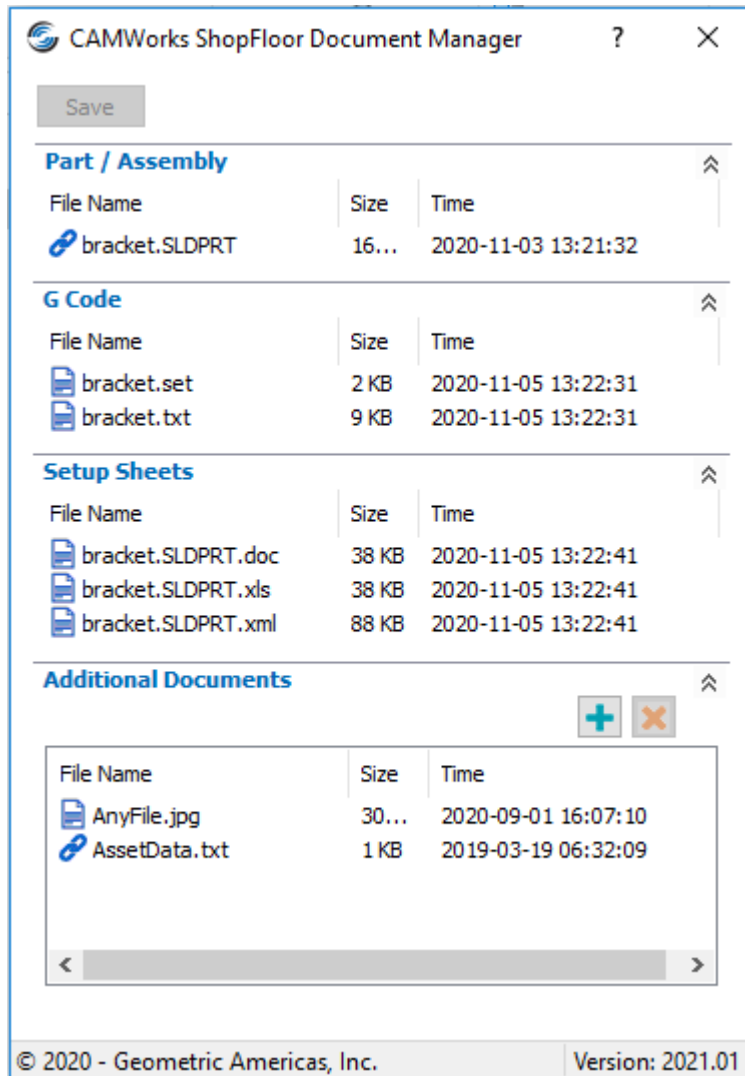 CAMWorks ShopFloor Document Manager ?
Save
Part / Assembly
File Name Size Time
bracket.SLDPRT 16... 2020-11-03 13:21:32
G Code
File Name Size Time
bracket.set 2 KB 2020-11-05 13:22:31
bracket.txt 9 KB 2020-11-05 13:22:31
Setup Sheets
File Name Size Time
bracket.SLDPRT.doc 38 KB 2020-11-05 13:22:41
bracket.SLDPRT.xls 38 KB 2020-11-05 13:22:41
bracket.SLDPRT.xml 88 KB 2020-11-05 13:22:41
Additional Documents
File Name Size Time
AnyFile.jpg 30... 2020-09-01 16:07:10
AssetData.txt 1 KB 2019-03-19 06:32:09
© 2020 - Geometric Americas, Inc. Version: 2021.01